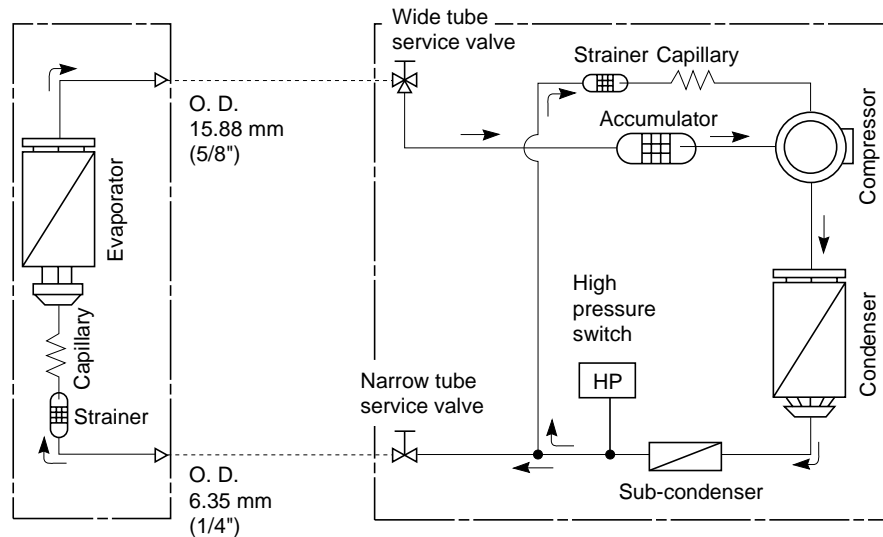 Wide tube
service valve
Strainer Capillary
O. D.
15.88 mm
(5/8")
Accumulator
Compressor
Evaporator
High
pressure
switch
Condenser
Capillary
Narrow tube
service valve
HP
Strainer
O. D.
6.35 mm
(1/4")
Sub-condenser